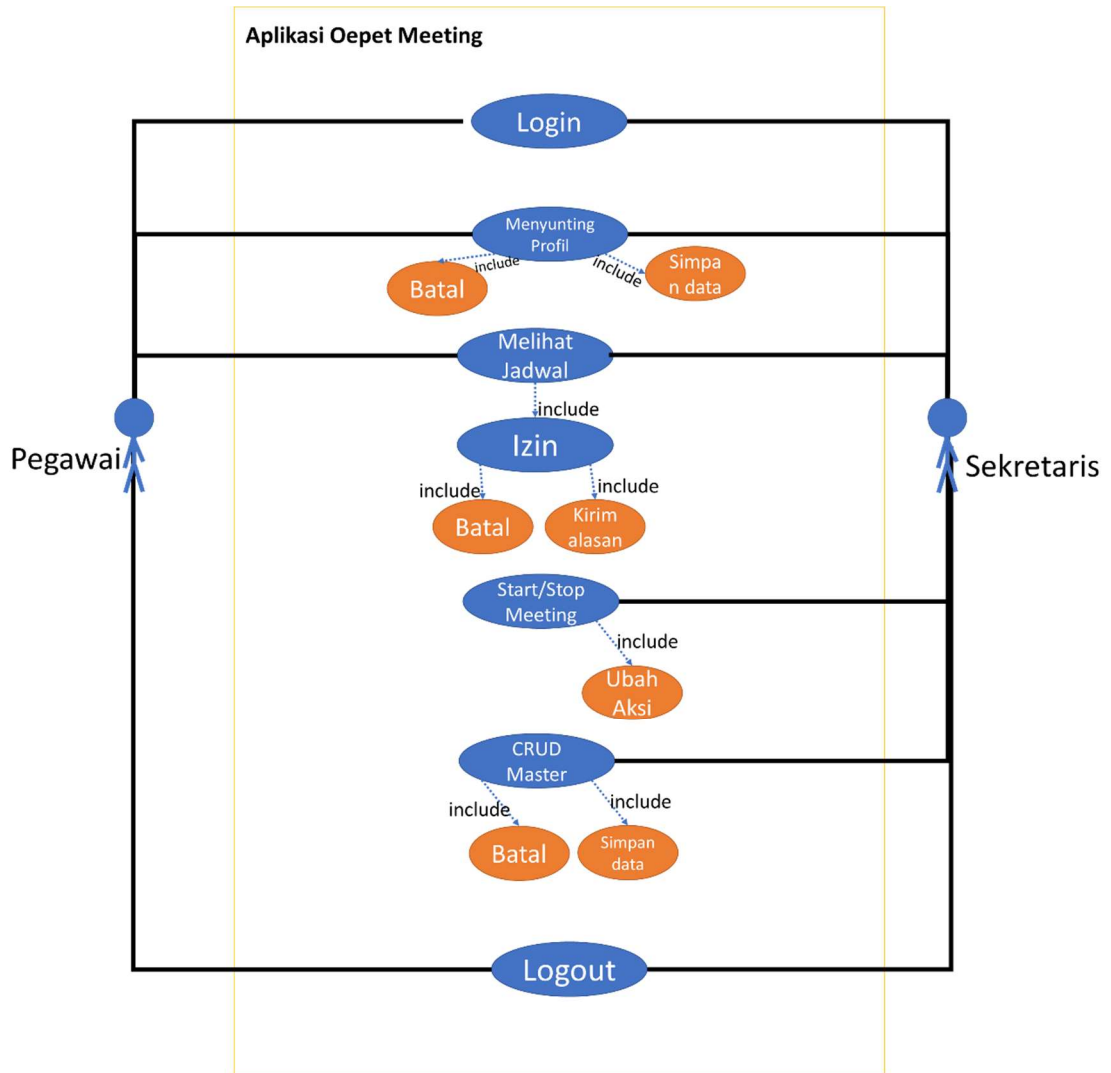 Aplikasi Oepet Meeting
Login
Menyunting
Profil
include
include
Batal
Simpa
n data
Melihat
Jadwal
include
Izin
Pegawai
Sekretaris
include
include
Batal
Kirim
alasan
Start/Stop
Meeting
include
Ubah
Aksi
CRUD
Master
include
include
Batal
Simpan
data
Logout